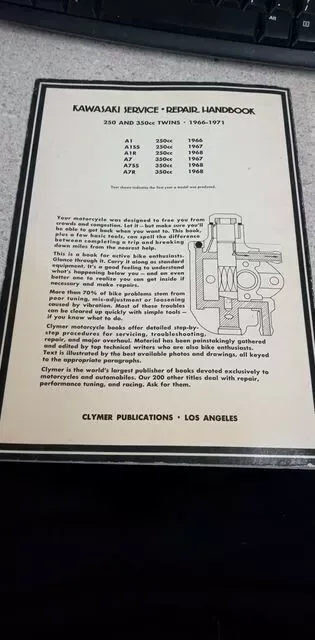 KAWASAKI SERVICE • REPAIR HANDBOOK
250 AND 350cc TWINS • 1966-1971
A1 250cc 1966
A1SS 250cc 1967
A1R 250cc 1968
A7 350cc 1967
A7SS 350cc 1968
A7R 350cc 1968
Year shown indicates the first year a model was produced.
Your motorcycle was designed to free you from
crowds and congestion. Let it—but make sure you'll
be able to get back when you want to. This book,
plus a few basic tools, can spell the difference
between completing a trip and breaking
down miles from the nearest help.
This is a book for active bike enthusiasts.
Glance through it. Carry it along as standard
equipment. It's a good feeling to understand
what's happening below you — and an even
better one to realize you can get inside if
necessary and make repairs.
More than 70% of bike problems stem from
poor tuning, mis-adjustment or loosening
caused by vibration. Most of these troubles
can be cleared up quickly with simple tools —
if you know what to do.
Clymer motorcycle books offer detailed step-by-
step procedures for servicing, troubleshooting,
repair, and major overhaul. Material has been painstakingly gathered
and edited by top technical writers who are also bike enthusiasts.
Text is illustrated by the best available photos and drawings, all keyed
to the appropriate paragraphs.
Clymer is the world's largest publisher of books devoted exclusively to
motorcycles and automobiles. Our 200 other titles deal with repair,
performance tuning, and racing. Ask for them.
CLYMER PUBLICATIONS • LOS ANGELES